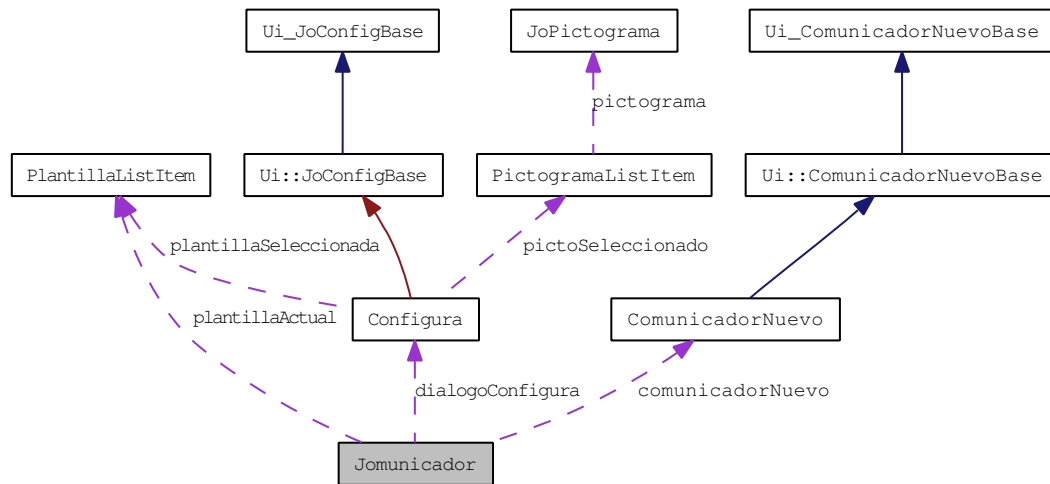 Ui_JoConfigBase
JoPictograma
Ui_ComunicadorNuevoBase
pictograma
PlantillaListItem
Ui::JoConfigBase
PictogramaListItem
Ui::ComunicadorNuevoBase
plantillaSeleccionada
pictoSeleccionado
plantillaActual
Configura
ComunicadorNuevo
dialogoConfigura
comunicadorNuevo
Jomunicador